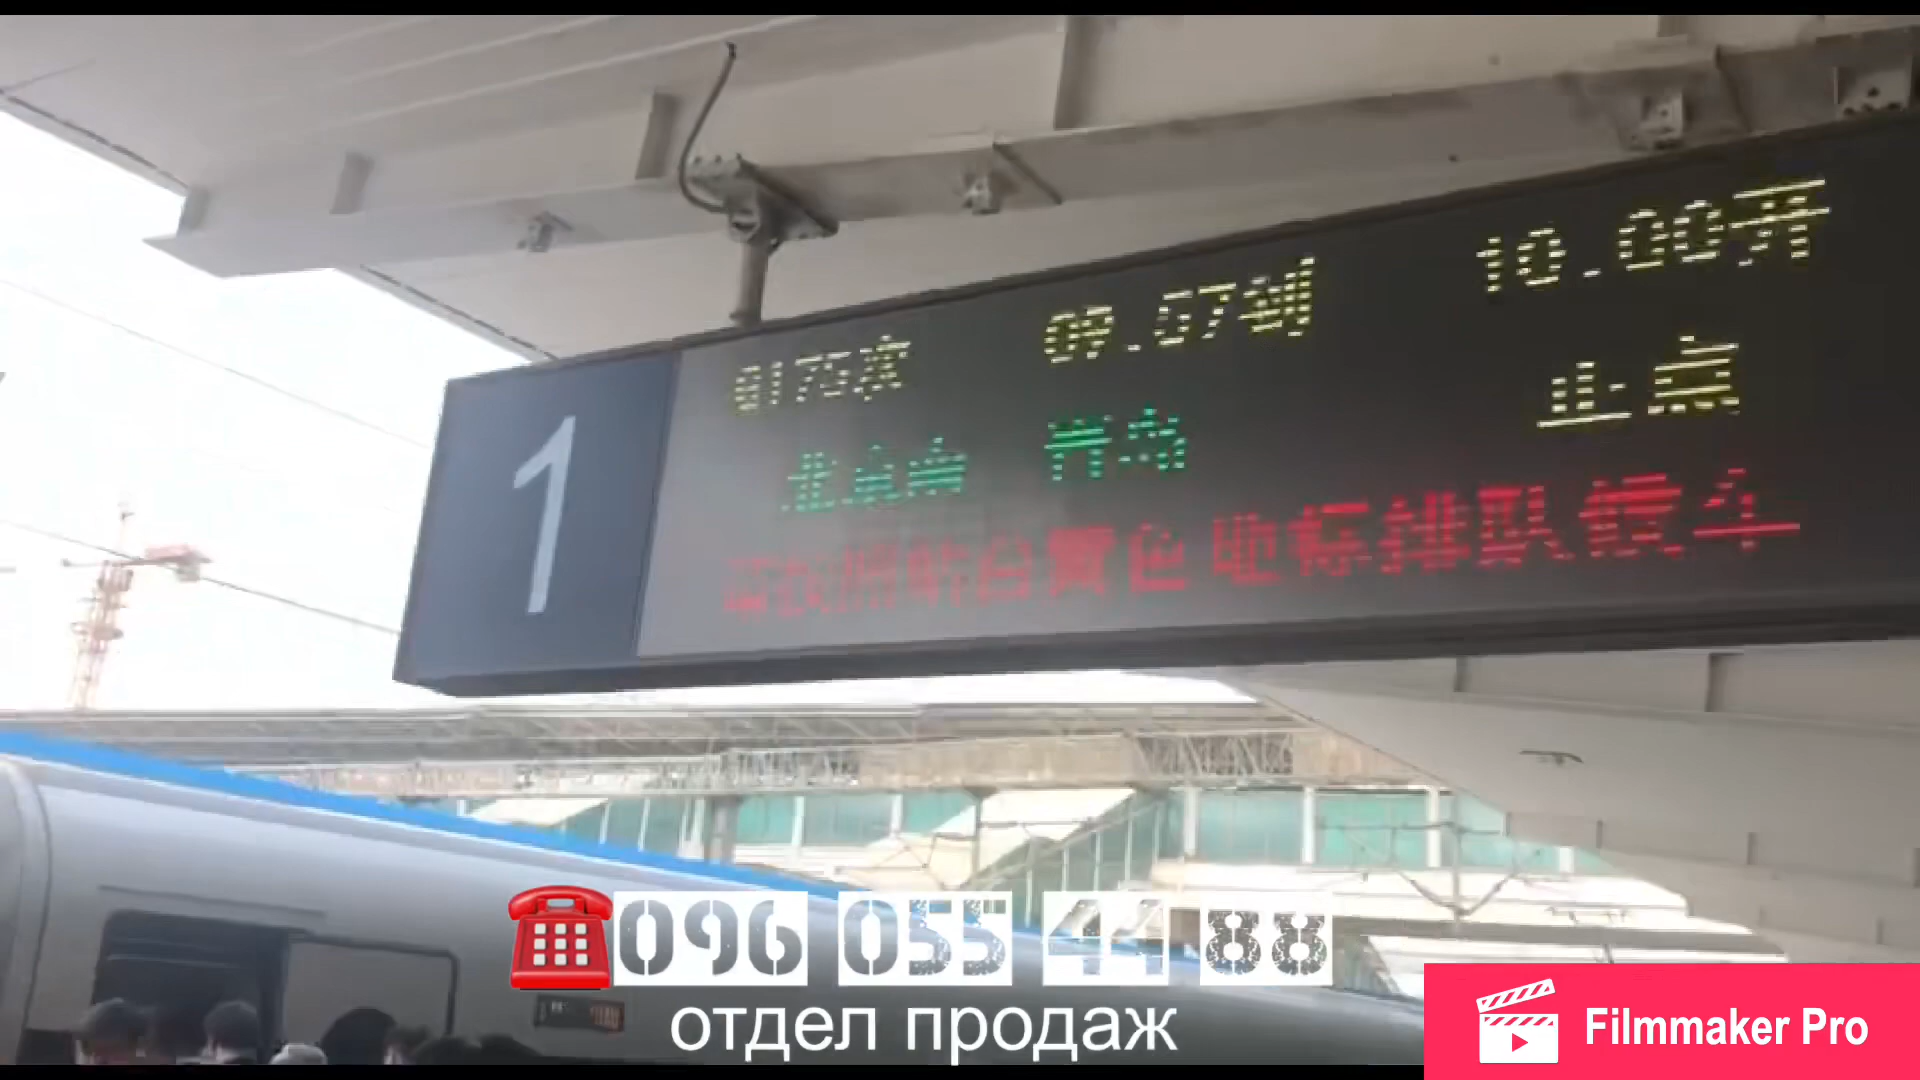 1
G175次 09.07到 10.00开
北京南 青岛 止点
请按照站台黄色地标排队候车
096 055 44 88
отдел продаж
Filmmaker Pro